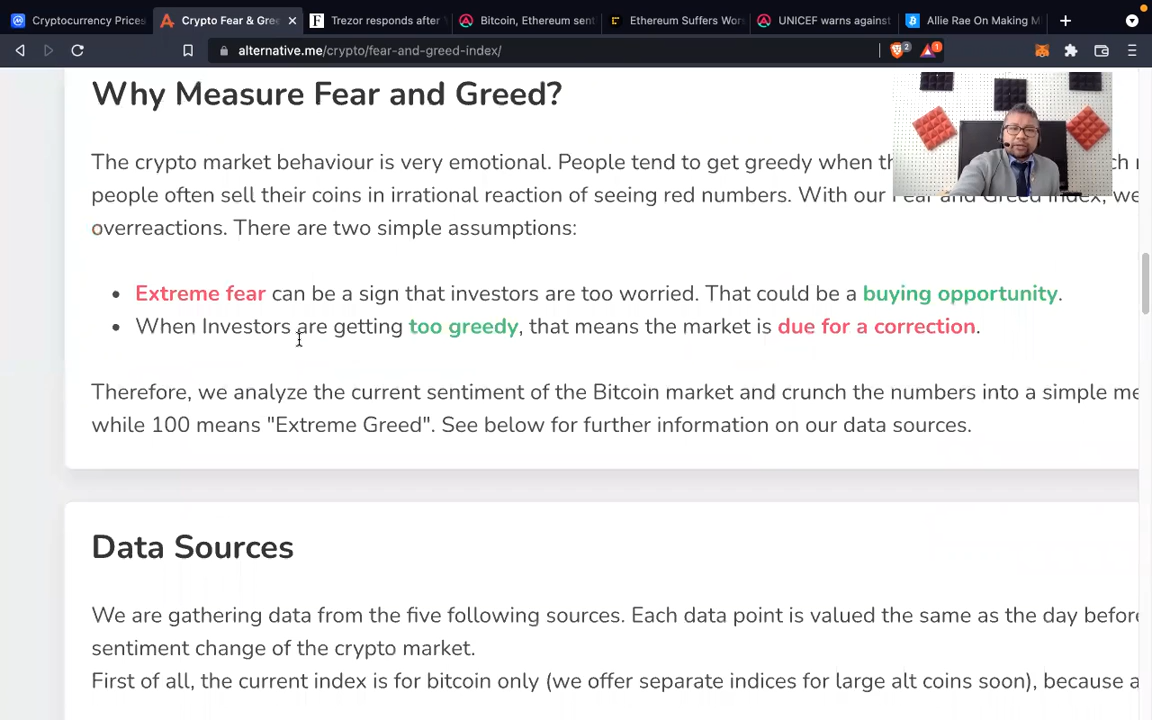 Cryptocurrency Prices
Crypto Fear & Gre
Trezor responds after
Bitcoin, Ethereum sent
Ethereum Suffers Wor
UNICEF warns against
Allie Rae On Making M
alternative.me/crypto/fear-and-greed-index/
2
1
Why Measure Fear and Greed?
The crypto market behaviour is very emotional. People tend to get greedy when th
people often sell their coins in irrational reaction of seeing red numbers. With our Fear and Greed Index, we
overreactions. There are two simple assumptions:
• Extreme fear can be a sign that investors are too worried. That could be a buying opportunity.
• When Investors are getting too greedy, that means the market is due for a correction.
Therefore, we analyze the current sentiment of the Bitcoin market and crunch the numbers into a simple me
while 100 means "Extreme Greed". See below for further information on our data sources.
Data Sources
We are gathering data from the five following sources. Each data point is valued the same as the day before
sentiment change of the crypto market.
First of all, the current index is for bitcoin only (we offer separate indices for large alt coins soon), because a